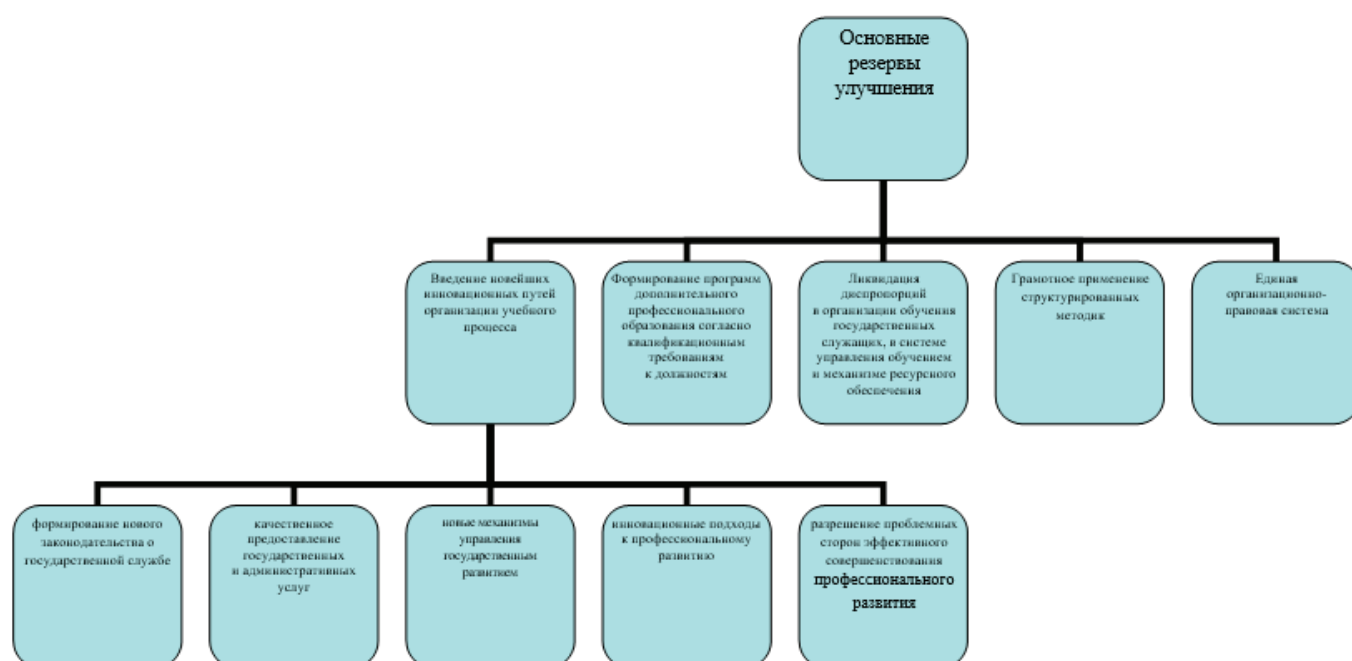 Основные
резервы
улучшения
Введение новейших
инновационных путей
организации учебного
процесса
Формирование программ
дополнительного
профессионального
образования согласно
квалификационным
требованиям
к должностям
Ликвидация
диспропорций
в организации обучения
государственных
служащих, в системе
управления обучением
и механизме ресурсного
обеспечения
Грамотное применение
структурированных
методик
Единая
организационно-
правовая система
формирование нового
законодательства о
государственной службе
качественное
предоставление
государственных
и административных
услуг
новые механизмы
управления
государственным
развитием
инновационные подходы
к профессиональному
развитию
разрешение проблемных
сторон эффективного
совершенствования
профессионального
развития